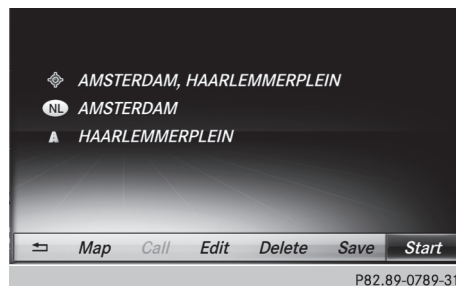 AMSTERDAM, HAARLEMMERPLEIN
NL AMSTERDAM
HAARLEMMERPLEIN
Map Call Edit Delete Save Start
P82.89-0789-31